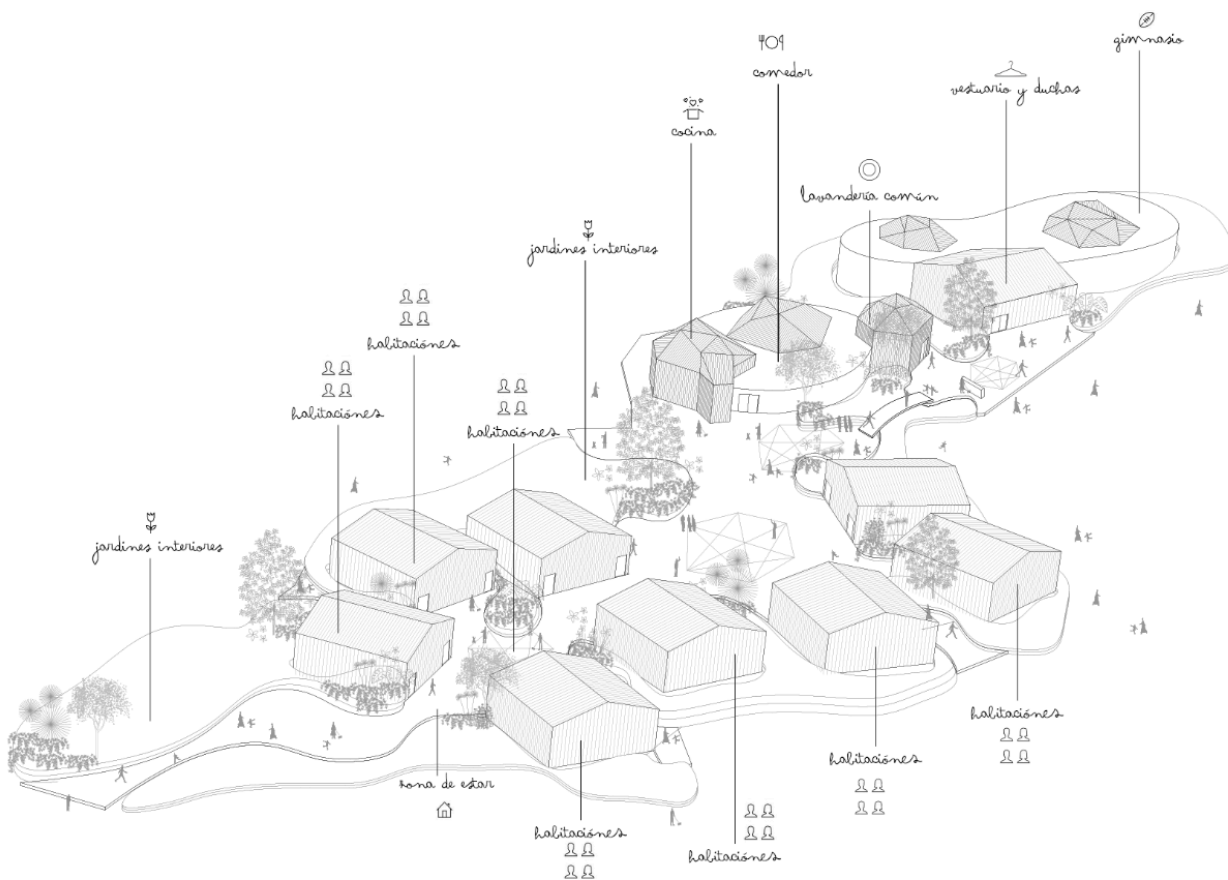 gimnasio
comedor
vestuario y duchas
cocina
lavandería común
jardines interiores
habitaciónes
habitaciónes
habitaciónes
jardines interiores
habitaciónes
habitaciónes
zona de estar
habitaciónes
habitaciónes